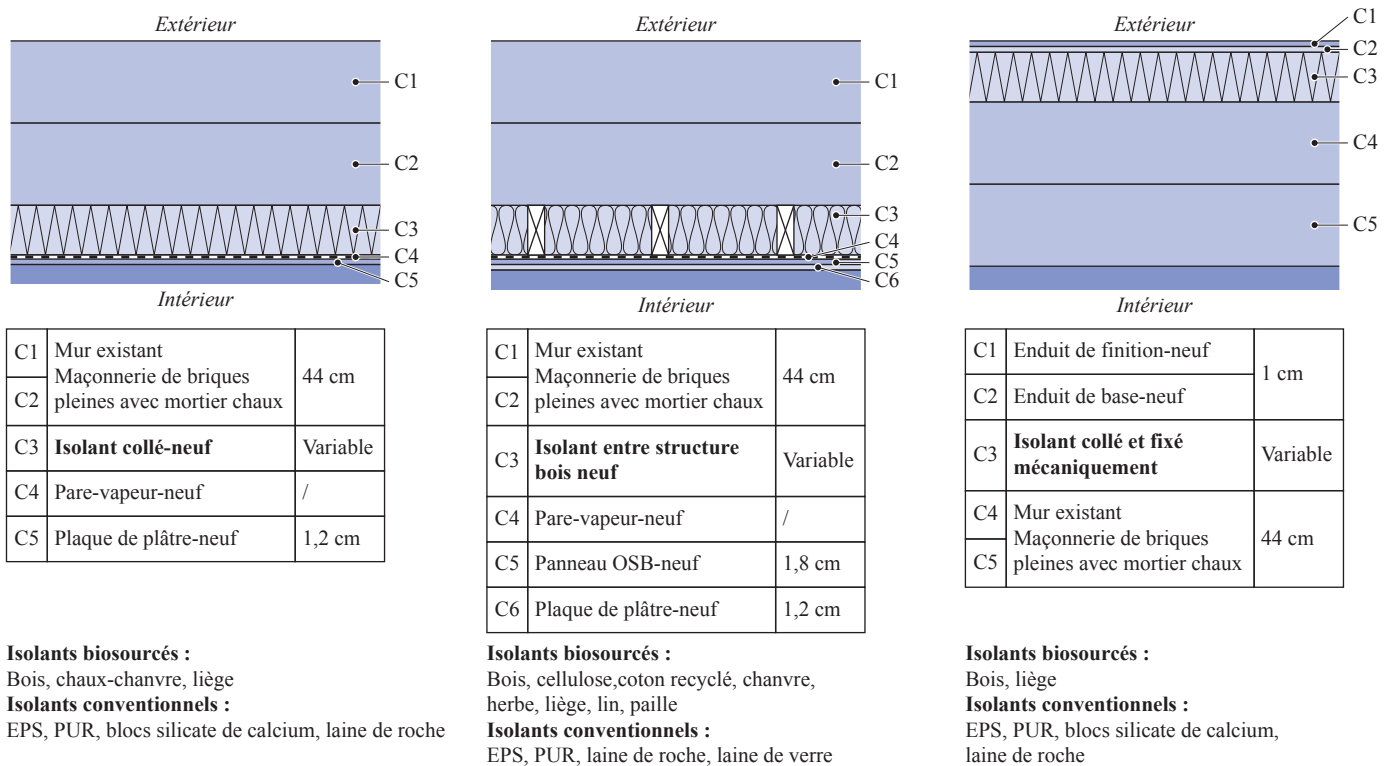 Extérieur
C1
C2
C3
C4
C5
Intérieur
C1 Mur existant
Maçonnerie de briques
C2 pleines avec mortier chaux
44 cm
C3 Isolant collé-neuf Variable
C4 Pare-vapeur-neuf /
C5 Plaque de plâtre-neuf 1,2 cm
Isolants biosourcés :
Bois, chaux-chanvre, liège
Isolants conventionnels :
EPS, PUR, blocs silicate de calcium, laine de roche
Extérieur
C1
C2
C3
C4
C5
C6
Intérieur
C1 Mur existant
Maçonnerie de briques
C2 pleines avec mortier chaux
44 cm
C3 Isolant entre structure
bois neuf
Variable
C4 Pare-vapeur-neuf /
C5 Panneau OSB-neuf 1,8 cm
C6 Plaque de plâtre-neuf 1,2 cm
Isolants biosourcés :
Bois, cellulose,coton recyclé, chanvre,
herbe, liège, lin, paille
Isolants conventionnels :
EPS, PUR, laine de roche, laine de verre
Extérieur
C1
C2
C3
C4
C5
Intérieur
C1 Enduit de finition-neuf
C2 Enduit de base-neuf
1 cm
C3 Isolant collé et fixé
mécaniquement
Variable
C4 Mur existant
Maçonnerie de briques
C5 pleines avec mortier chaux
44 cm
Isolants biosourcés :
Bois, liège
Isolants conventionnels :
EPS, PUR, blocs silicate de calcium,
laine de roche